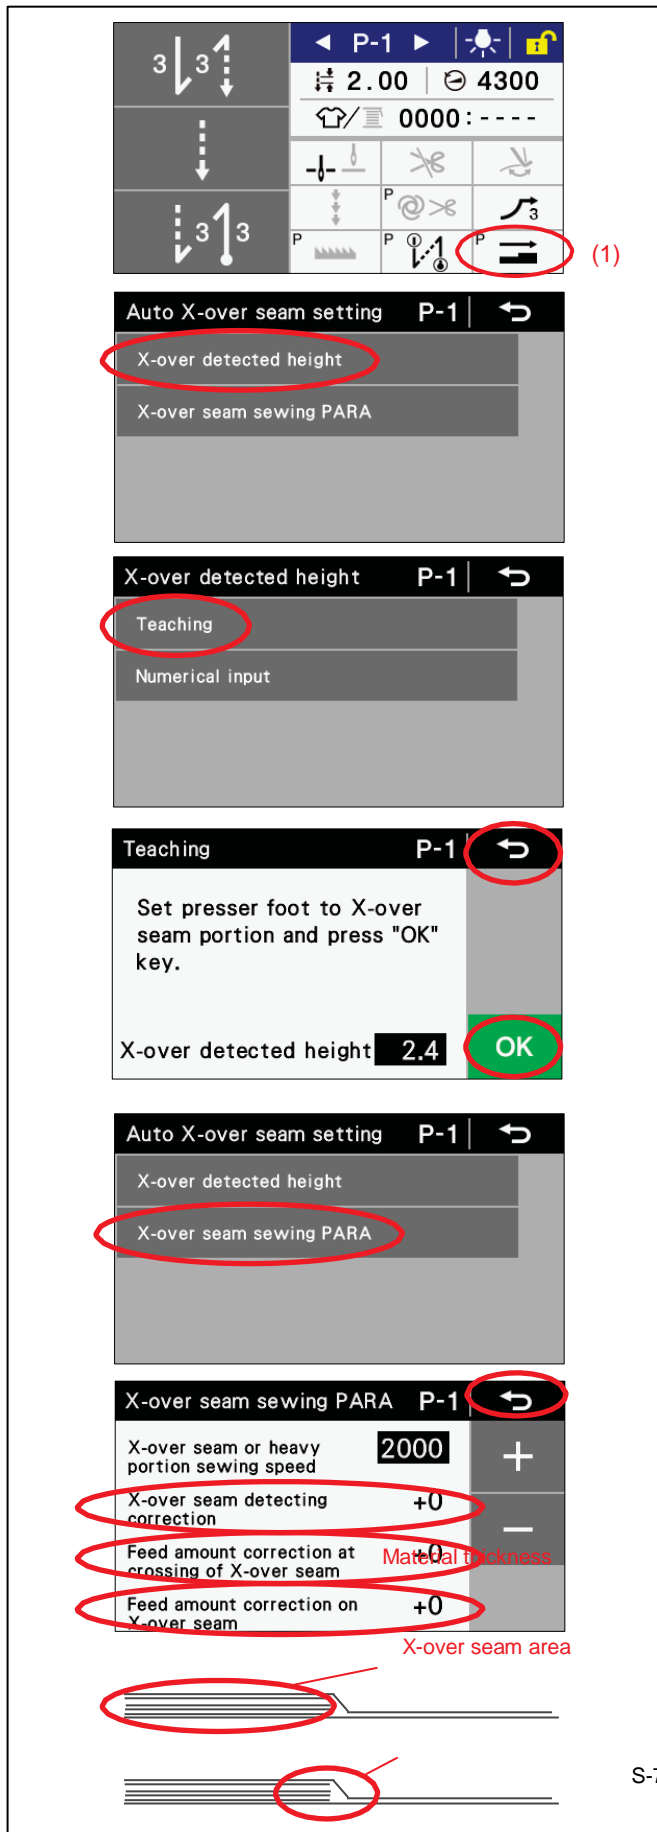 3 3
◀ P-1 ▶
2.00 4300
0000:----
P
3
3 3
P P P
(1)
Auto X-over seam setting P-1
X-over detected height
X-over seam sewing PARA
X-over detected height P-1
Teaching
Numerical input
Teaching P-1
Set presser foot to X-over
seam portion and press "OK"
key.
X-over detected height 2.4 OK
Auto X-over seam setting P-1
X-over detected height
X-over seam sewing PARA
X-over seam sewing PARA P-1
X-over seam or heavy
portion sewing speed
2000 +
X-over seam detecting
correction
+0 −
Feed amount correction at
crossing of X-over seam
+0
Material thickness
Feed amount correction on
X-over seam
+0
X-over seam area
S-7